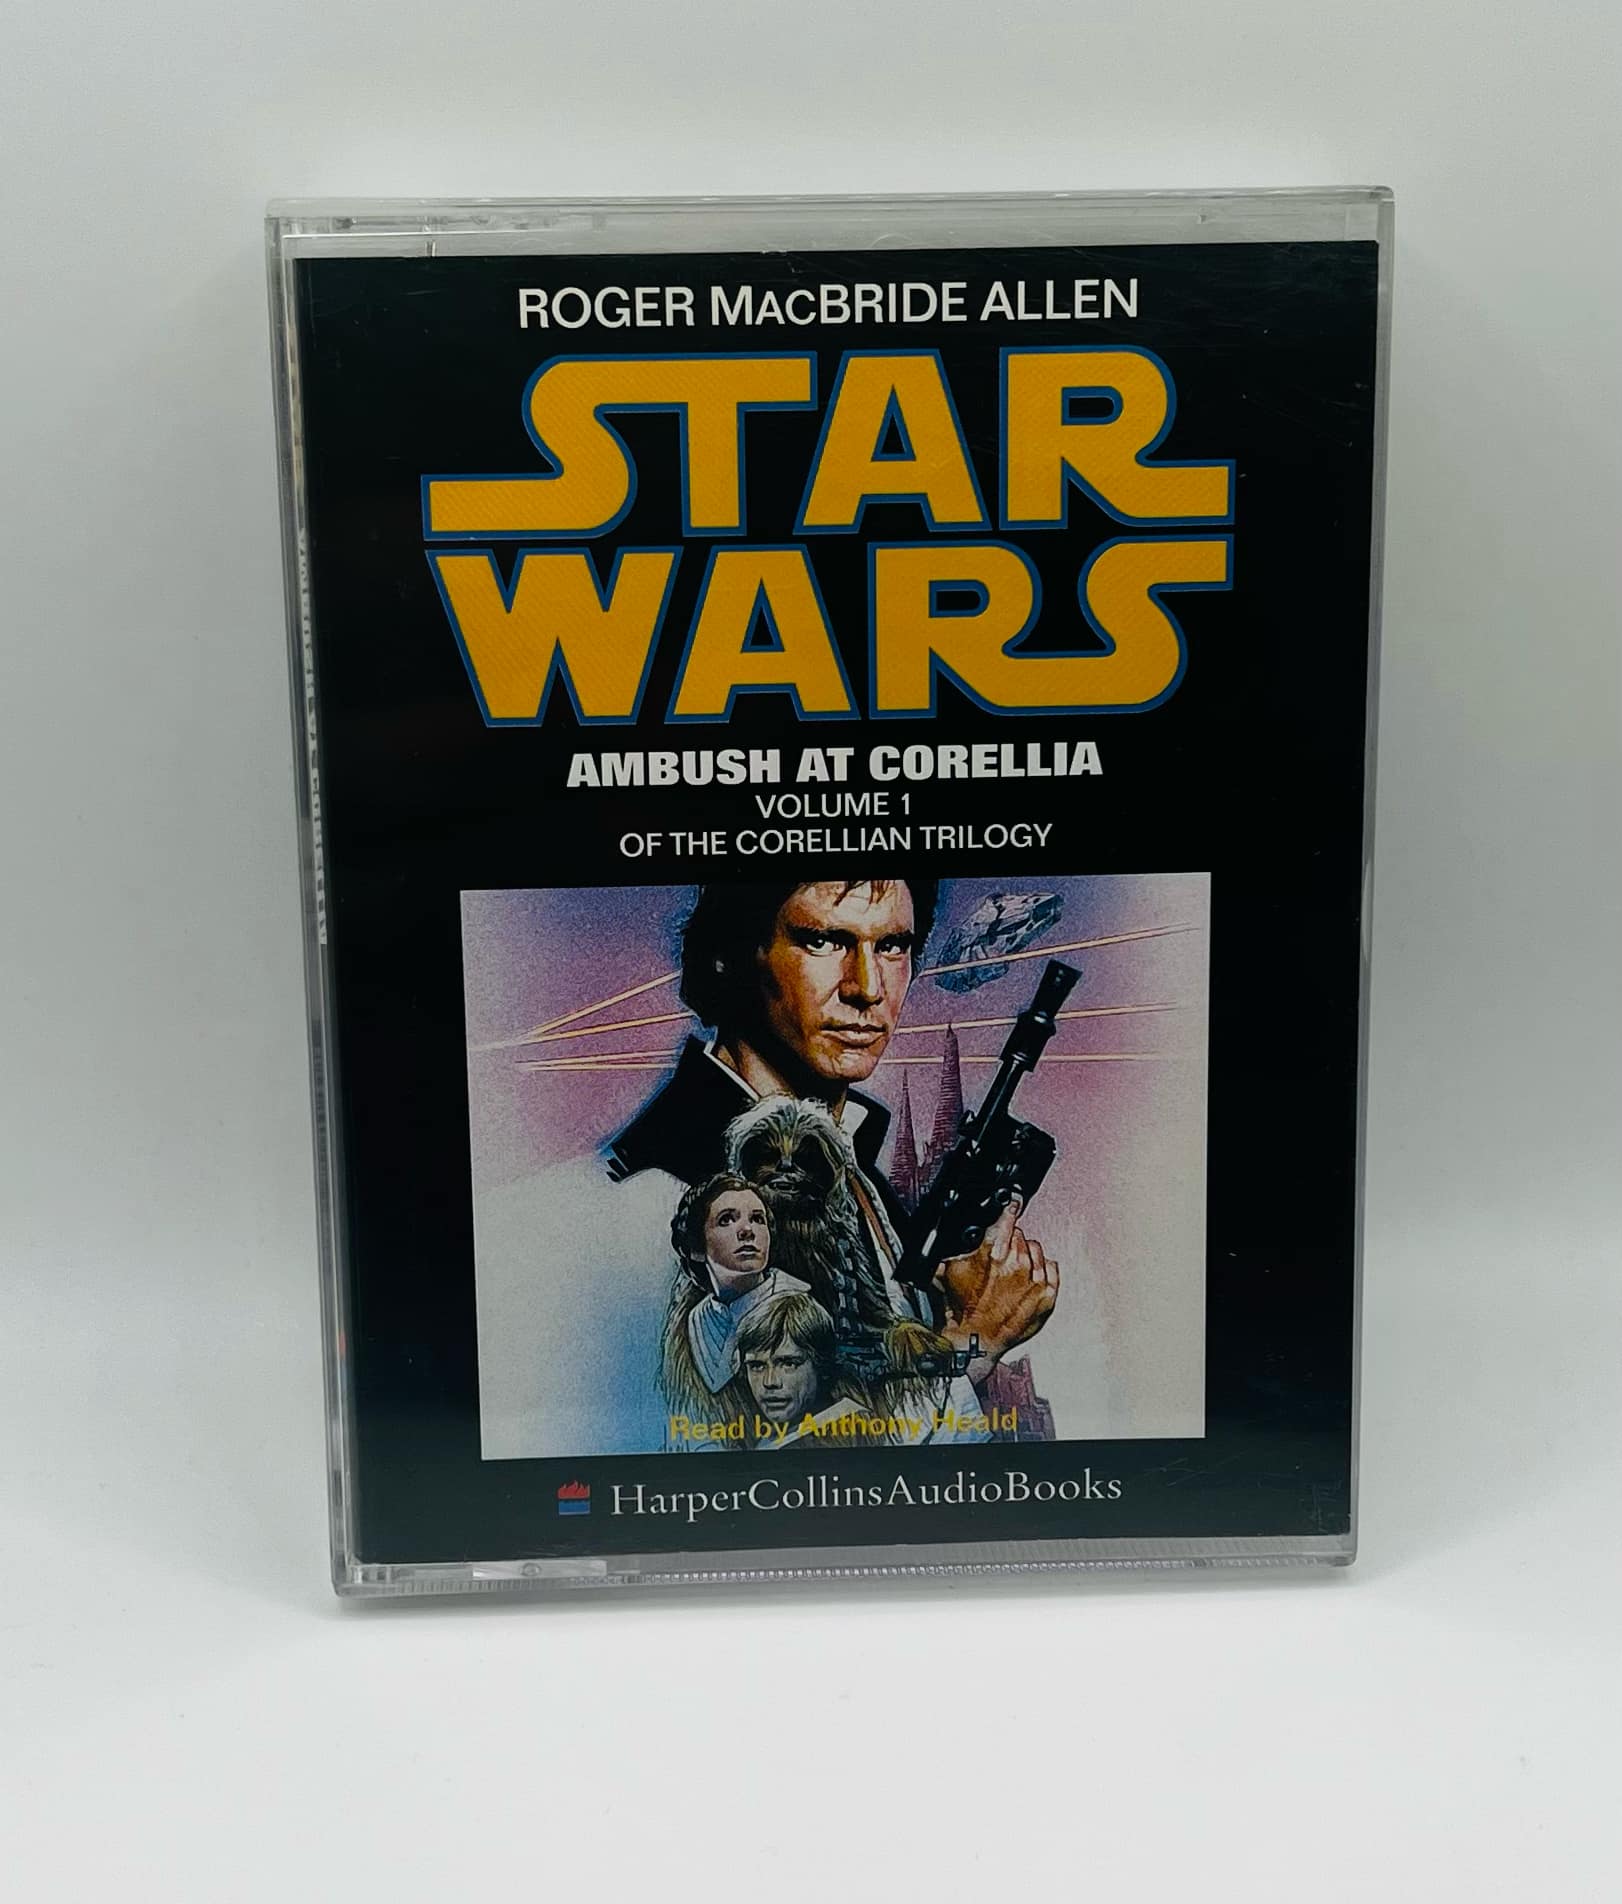 ROGER MACBRIDE ALLEN
STAR
WARS
AMBUSH AT CORELLIA
VOLUME 1
OF THE CORELLIAN TRILOGY
Read by Anthony Heald
HarperCollinsAudioBooks